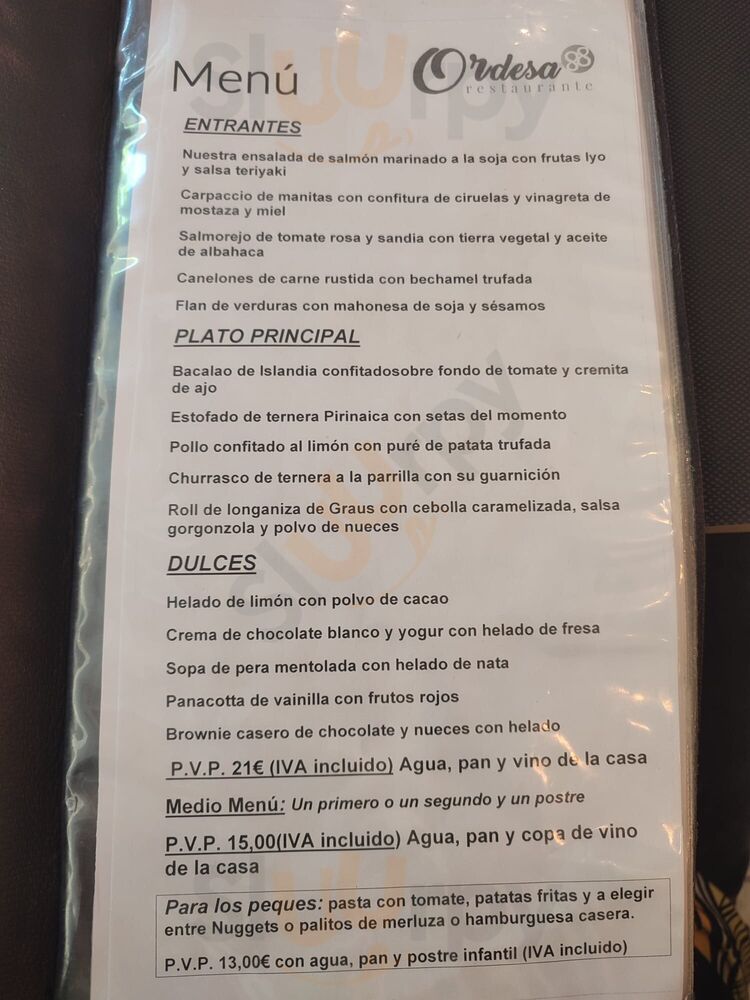 Menú
Ordesa 88
restaurante
ENTRANTES
Nuestra ensalada de salmón marinado a la soja con frutas lyo
y salsa teriyaki
Carpaccio de manitas con confitura de ciruelas y vinagreta de
mostaza y miel
Salmorejo de tomate rosa y sandia con tierra vegetal y aceite
de albahaca
Canelones de carne rustida con bechamel trufada
Flan de verduras con mahonesa de soja y sésamos
PLATO PRINCIPAL
Bacalao de Islandia confitadosobre fondo de tomate y cremita
de ajo
Estofado de ternera Pirinaica con setas del momento
Pollo confitado al limón con puré de patata trufada
Churrasco de ternera a la parrilla con su guarnición
Roll de longaniza de Graus con cebolla caramelizada, salsa
gorgonzola y polvo de nueces
DULCES
Helado de limón con polvo de cacao
Crema de chocolate blanco y yogur con helado de fresa
Sopa de pera mentolada con helado de nata
Panacotta de vainilla con frutos rojos
Brownie casero de chocolate y nueces con helado
P.V.P. 21€ (IVA incluido) Agua, pan y vino de la casa
Medio Menú: Un primero o un segundo y un postre
P.V.P. 15,00(IVA incluido) Agua, pan y copa de vino
de la casa
Para los peques: pasta con tomate, patatas fritas y a elegir
entre Nuggets o palitos de merluza o hamburguesa casera.
P.V.P. 13,00€ con agua, pan y postre infantil (IVA incluido)
sluurpy
sluurpy
sluurpy